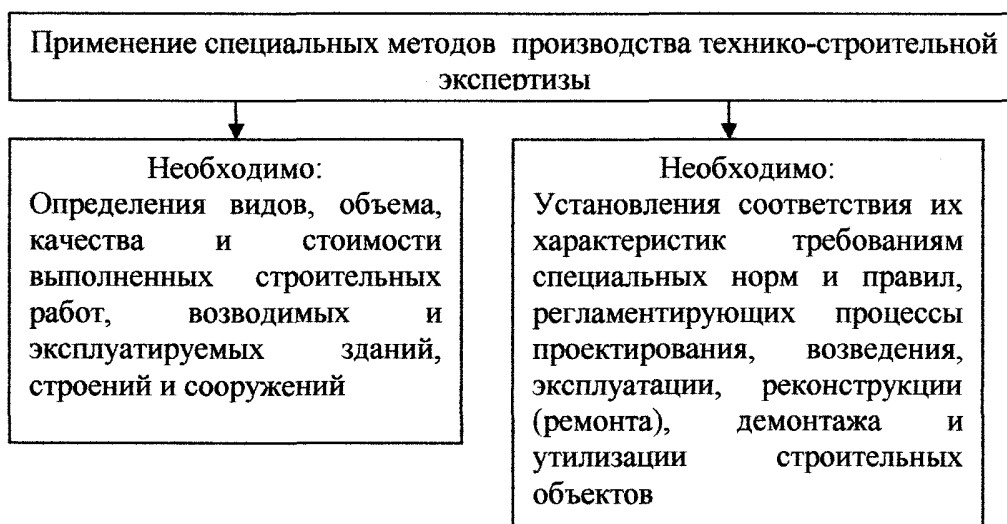 Применение специальных методов производства технико-строительной
экспертизы
Необходимо:
Определения видов, объема,
качества и стоимости
выполненных строительных
работ, возводимых и
эксплуатируемых зданий,
строений и сооружений
Необходимо:
Установления соответствия их
характеристик требованиям
специальных норм и правил,
регламентирующих процессы
проектирования, возведения,
эксплуатации, реконструкции
(ремонта), демонтажа и
утилизации строительных
объектов